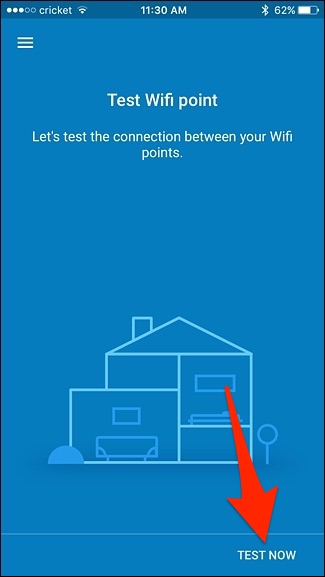 cricket 11:30 AM 62%
Test Wifi point
Let's test the connection between your Wifi
points.
TEST NOW